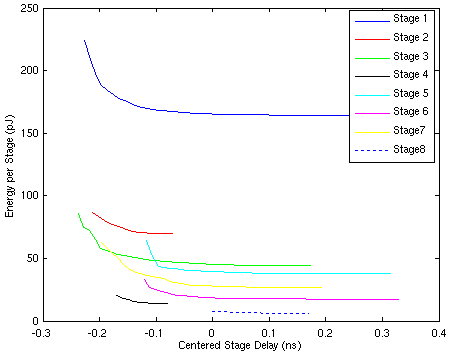 250
200
150
100
50
0
Energy per Stage (pJ)
Stage 1
Stage 2
Stage 3
Stage 4
Stage 5
Stage 6
Stage7
Stage8
-0.3
-0.2
-0.1
0
0.1
0.2
0.3
0.4
Centered Stage Delay (ns)